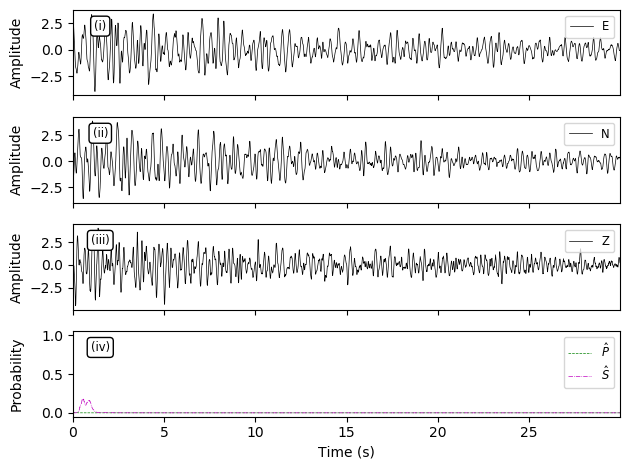 Amplitude
2.5
0.0
−2.5
(i)
E
Amplitude
2.5
0.0
−2.5
(ii)
N
Amplitude
2.5
0.0
−2.5
(iii)
Z
Probability
1.0
0.5
0.0
(iv)
P̂
Ŝ
0 5 10 15 20 25
Time (s)